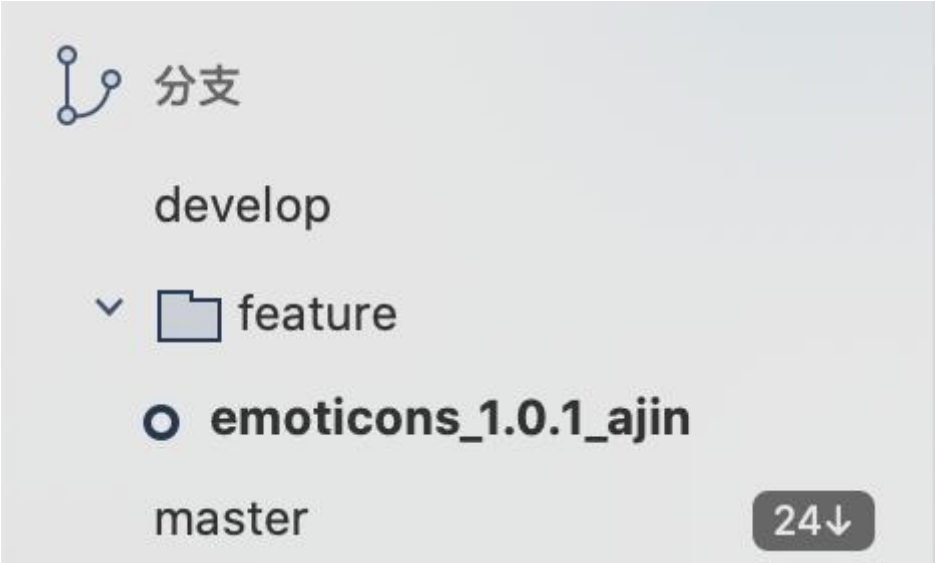 分支
develop
feature
emoticons_1.0.1_ajin
master 24↓